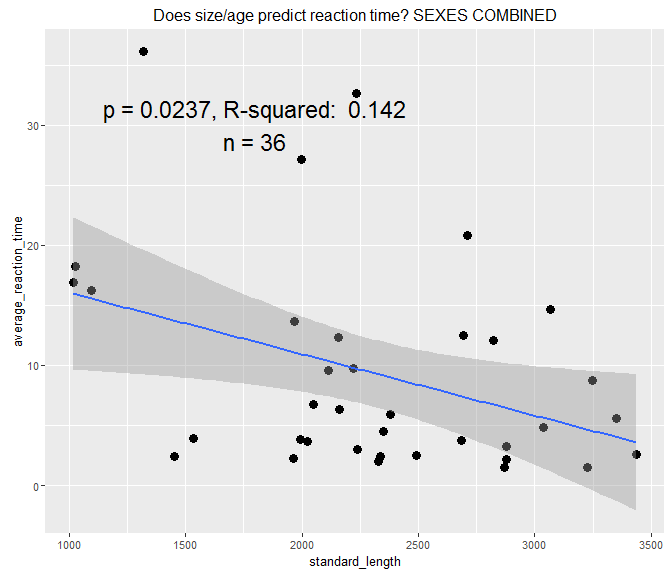 Does size/age predict reaction time? SEXES COMBINED
p = 0.0237, R-squared:  0.142
n = 36
average_reaction_time
30
20
10
0
1000 1500 2000 2500 3000 3500
standard_length